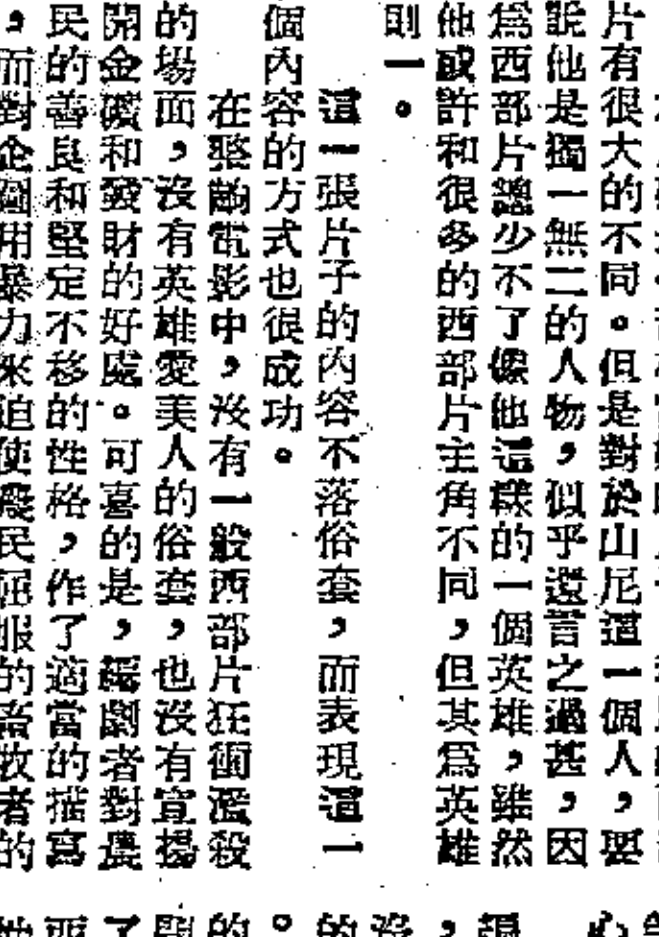 片有很大的不同。但是對於山尼這一個人,要
說他是獨一無二的人物,似乎還言之過甚,因
爲西部片總少不了像他這樣的一個英雄,雖然
他或許和很多的西部片主角不同,但其爲英雄
則一。
這一張片子的內容不落俗套,而表現這一
個內容的方式也很成功。
在整齣電影中,沒有一般西部片狂衝濫殺
的場面,沒有英雄愛美人的俗套,也沒有宣揚
開金礦和發財的好處。可喜的是,編劇者對農
民的善良和堅定不移的性格,作了適當的描寫
,而對企圖用暴力來迫使農民屈服的畜牧者的